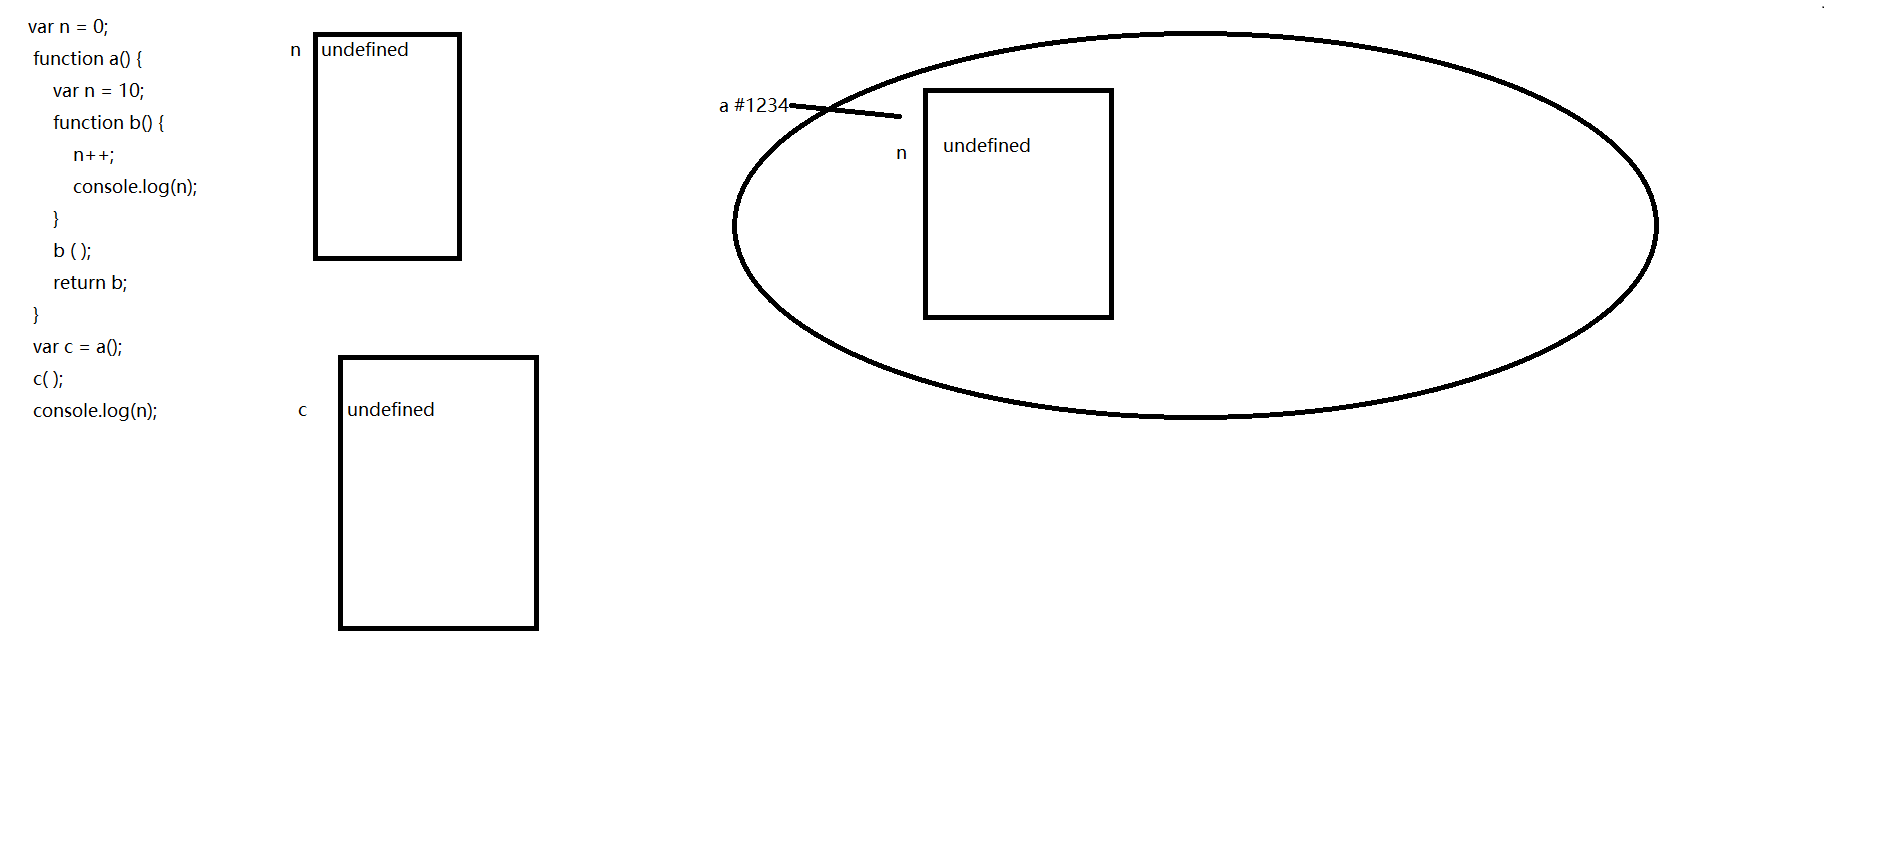 var n = 0;
function a() {
var n = 10;
function b() {
n++;
console.log(n);
}
b ( );
return b;
}
var c = a();
c( );
console.log(n);
n undefined
c undefined
a #1234
n undefined